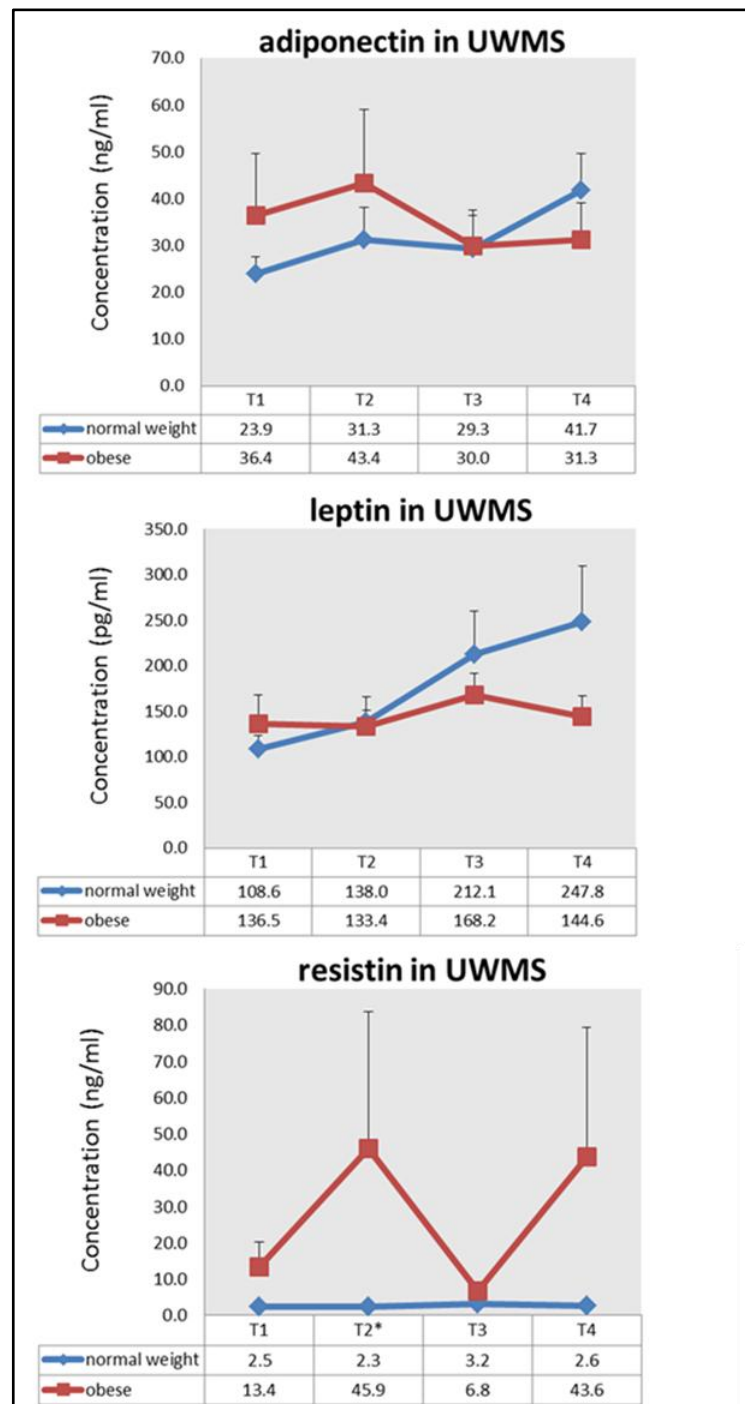 adiponectin in UWMS
Concentration (ng/ml)
70.0
60.0
50.0
40.0
30.0
20.0
10.0
0.0
T1 T2 T3 T4
normal weight 23.9 31.3 29.3 41.7
obese 36.4 43.4 30.0 31.3
leptin in UWMS
Concentration (pg/ml)
350.0
300.0
250.0
200.0
150.0
100.0
50.0
0.0
T1 T2 T3 T4
normal weight 108.6 138.0 212.1 247.8
obese 136.5 133.4 168.2 144.6
resistin in UWMS
Concentration (ng/ml)
90.0
80.0
70.0
60.0
50.0
40.0
30.0
20.0
10.0
0.0
T1 T2* T3 T4
normal weight 2.5 2.3 3.2 2.6
obese 13.4 45.9 6.8 43.6